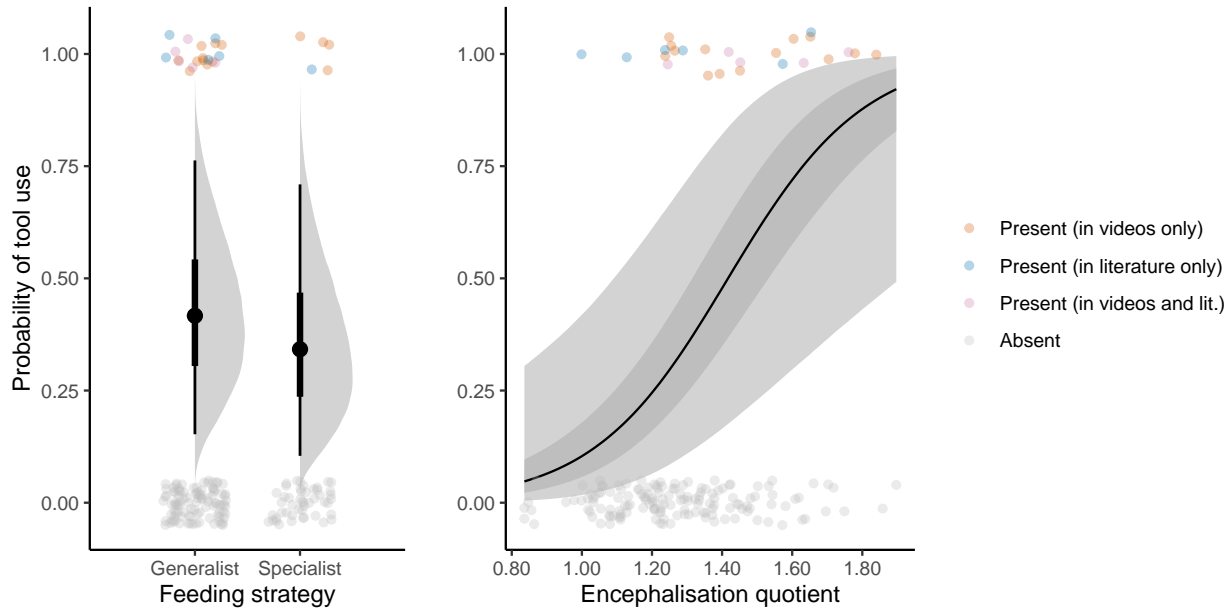 Probability of tool use
1.00
0.75
0.50
0.25
0.00
Generalist Specialist
Feeding strategy
1.00
0.75
0.50
0.25
0.00
0.80 1.00 1.20 1.40 1.60 1.80
Encephalisation quotient
Present (in videos only)
Present (in literature only)
Present (in videos and lit.)
Absent